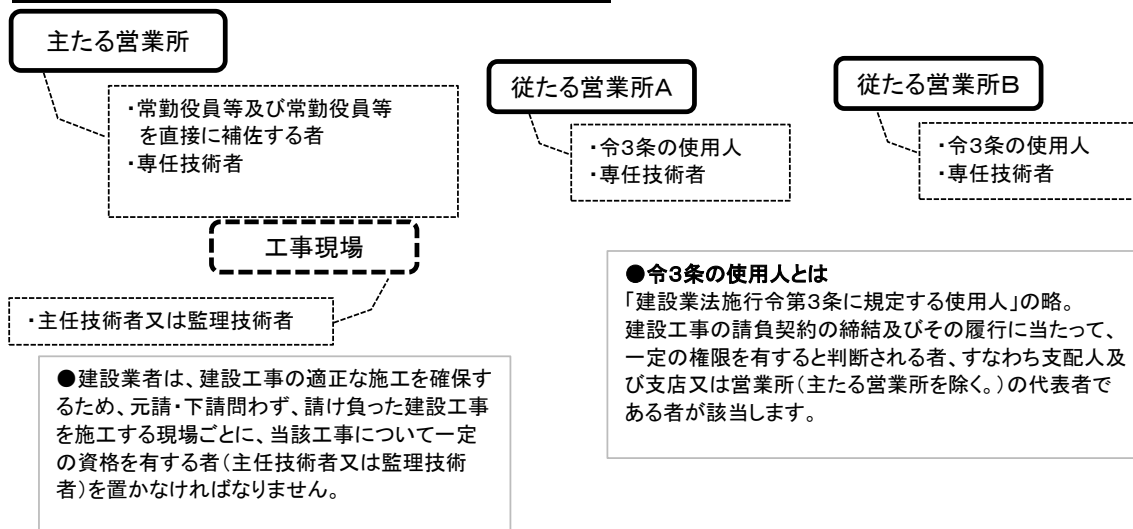 主たる営業所
・常勤役員等及び常勤役員等
を直接に補佐する者
・専任技術者
従たる営業所A
・令3条の使用人
・専任技術者
従たる営業所B
・令3条の使用人
・専任技術者
工事現場
・主任技術者又は監理技術者
●建設業者は、建設工事の適正な施工を確保す
るため、元請・下請問わず、請け負った建設工事
を施工する現場ごとに、当該工事について一定
の資格を有する者(主任技術者又は監理技術
者)を置かなければなりません。
●令3条の使用人とは
「建設業法施行令第3条に規定する使用人」の略。
建設工事の請負契約の締結及びその履行に当たって、
一定の権限を有すると判断される者、すなわち支配人及
び支店又は営業所(主たる営業所を除く。)の代表者で
ある者が該当します。